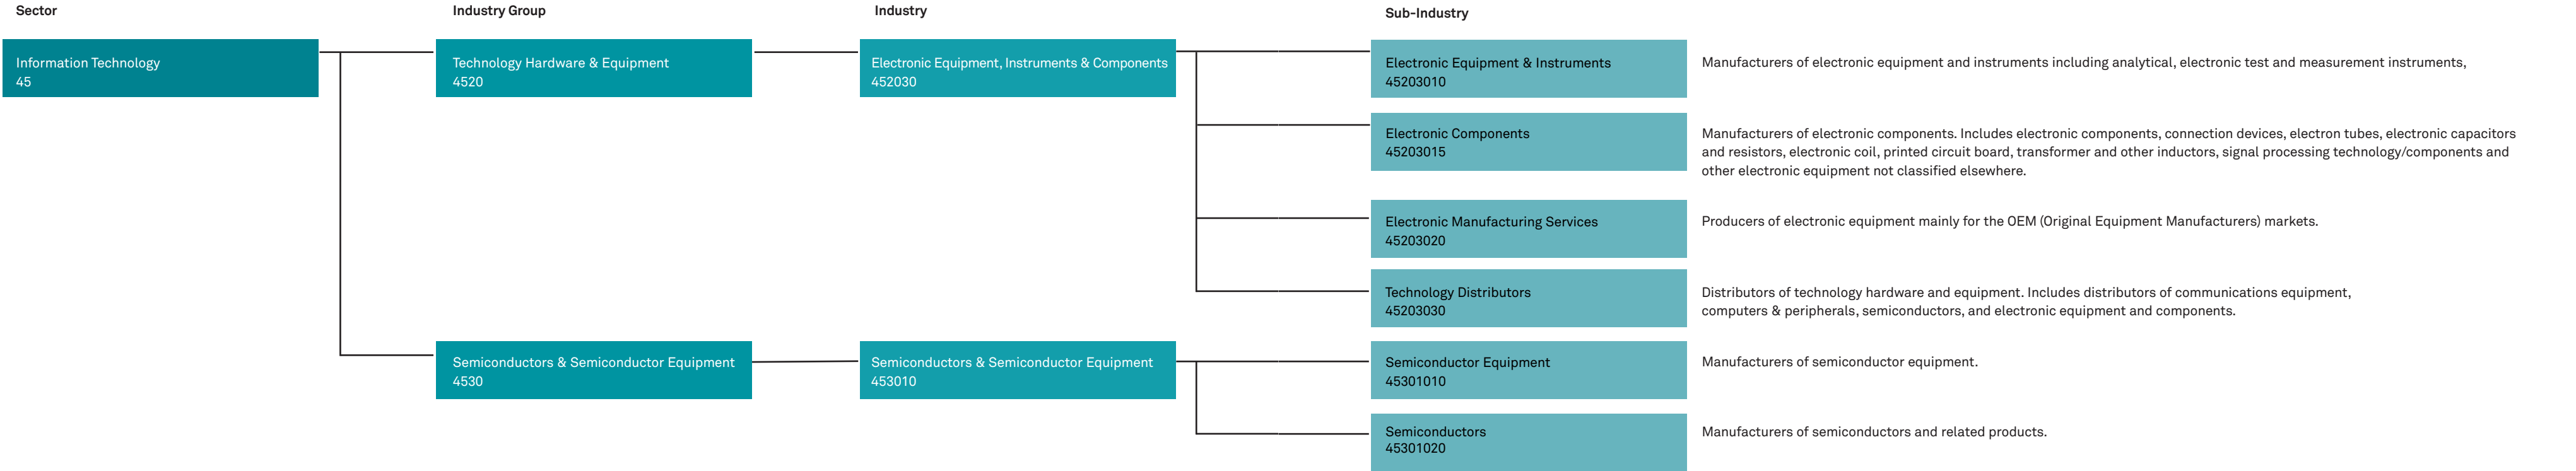 Sector
Industry Group
Industry
Sub-Industry
Information Technology
45
Technology Hardware & Equipment
4520
Electronic Equipment, Instruments & Components
452030
Electronic Equipment & Instruments
45203010
Manufacturers of electronic equipment and instruments including analytical, electronic test and measurement instruments,
Electronic Components
45203015
Manufacturers of electronic components. Includes electronic components, connection devices, electron tubes, electronic capacitors
and resistors, electronic coil, printed circuit board, transformer and other inductors, signal processing technology/components and
other electronic equipment not classified elsewhere.
Electronic Manufacturing Services
45203020
Producers of electronic equipment mainly for the OEM (Original Equipment Manufacturers) markets.
Technology Distributors
45203030
Distributors of technology hardware and equipment. Includes distributors of communications equipment,
computers & peripherals, semiconductors, and electronic equipment and components.
Semiconductors & Semiconductor Equipment
4530
Semiconductors & Semiconductor Equipment
453010
Semiconductor Equipment
45301010
Manufacturers of semiconductor equipment.
Semiconductors
45301020
Manufacturers of semiconductors and related products.